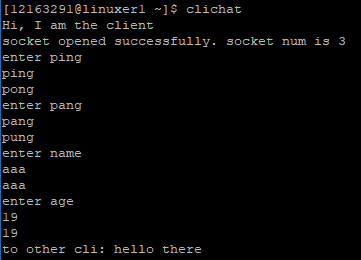 [12163291@linuxer1 ~]$ clichat
Hi, I am the client
socket opened successfully. socket num is 3
enter ping
ping
pong
enter pang
pang
pung
enter name
aaa
aaa
enter age
19
19
to other cli: hello there